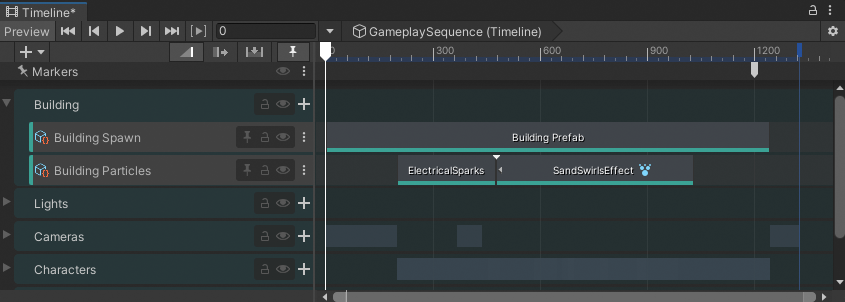 Timeline*
Preview
0
GameplaySequence (Timeline)
0 300 600 900 1200
Markers
Building
Building Spawn
Building Prefab
Building Particles
ElectricalSparks
SandSwirlsEffect
Lights
Cameras
Characters